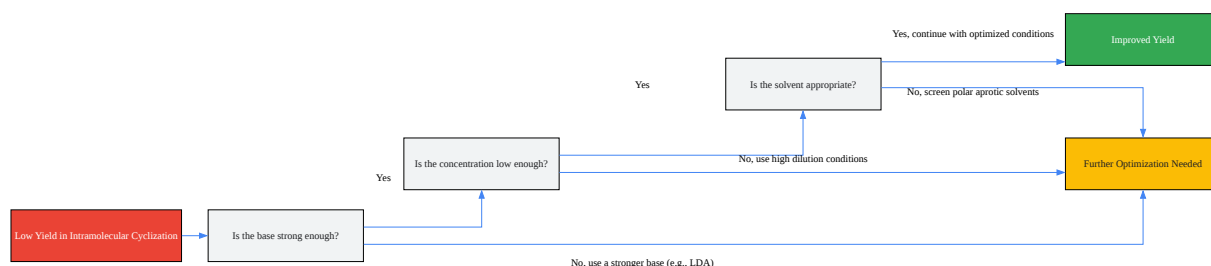 Yes, continue with optimized conditions
Improved Yield
Yes
Is the solvent appropriate?
No, screen polar aprotic solvents
Is the concentration low enough?
No, use high dilution conditions
Further Optimization Needed
Yes
Low Yield in Intramolecular Cyclization
Is the base strong enough?
No, use a stronger base (e.g., LDA)